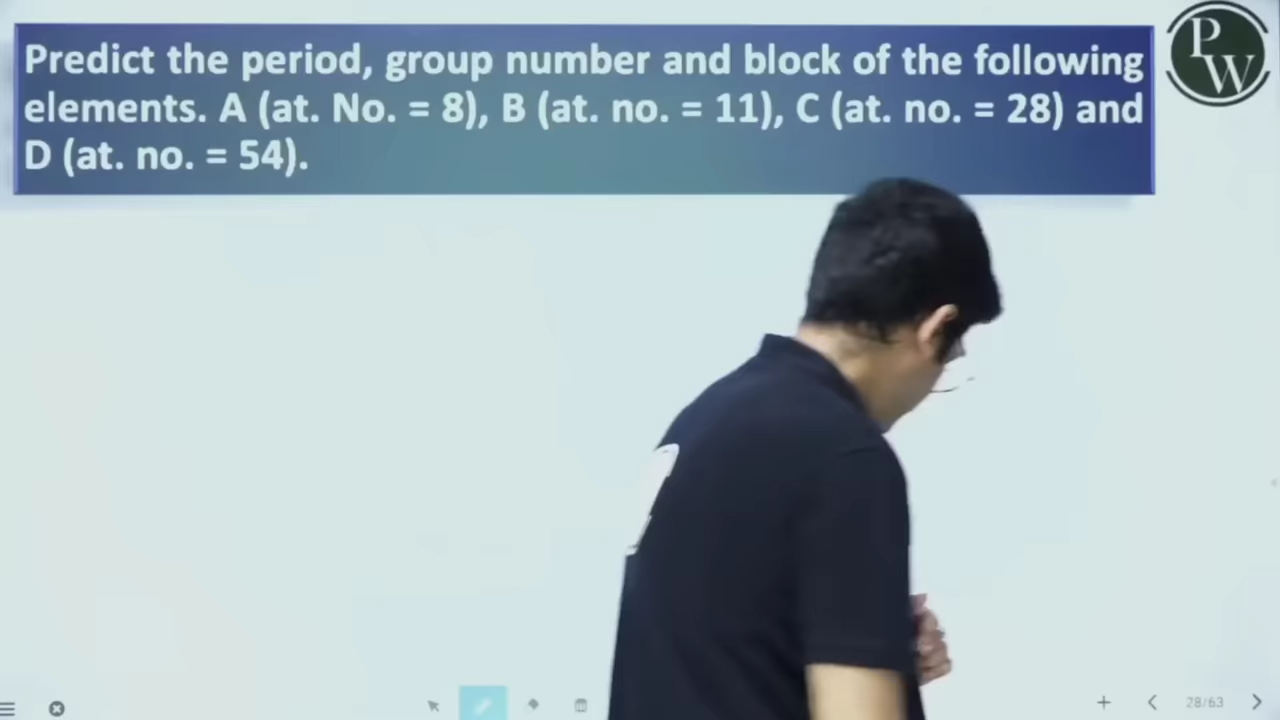 Predict the period, group number and block of the following
elements. A (at. No. = 8), B (at. no. = 11), C (at. no. = 28) and
D (at. no. = 54).
P
W
28/63